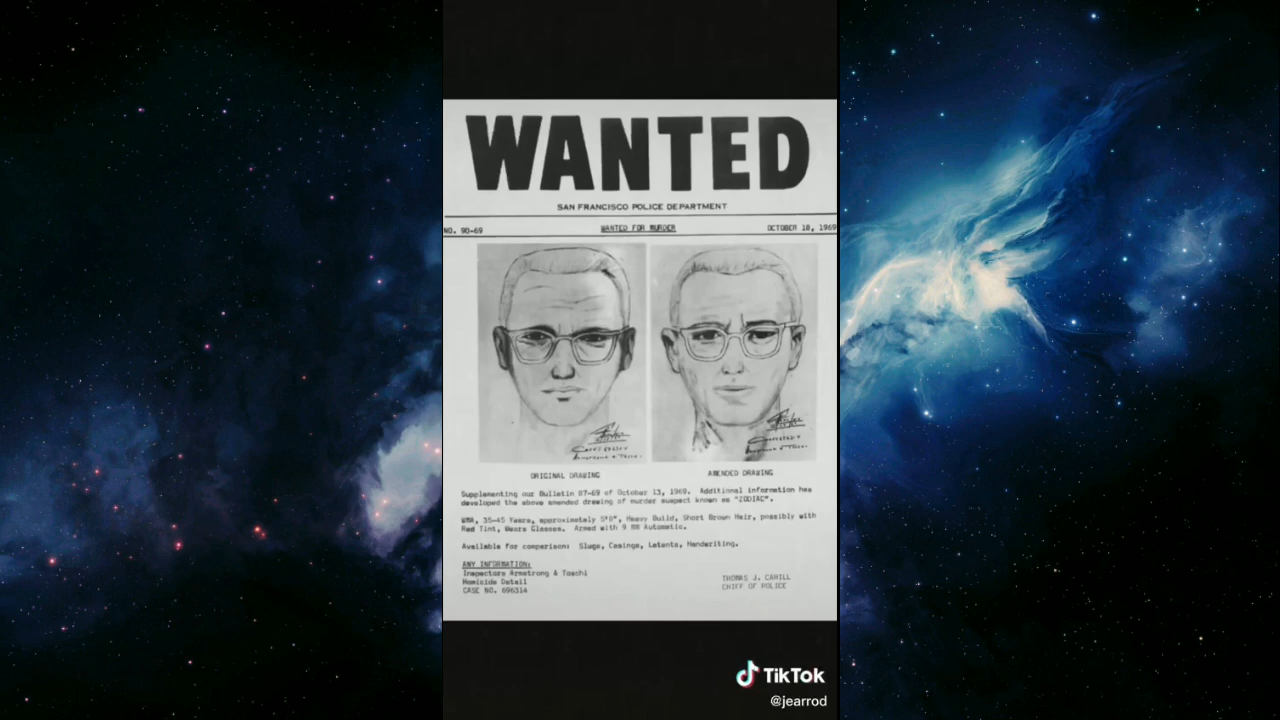 WANTED
SAN FRANCISCO POLICE DEPARTMENT
NO. 90-69 WANTED FOR MURDER OCTOBER 18, 1969
ORIGINAL DRAWING AMENDED DRAWING
Supplementing our Bulletin 87-69 of October 13, 1969. Additional information has
developed the above amended drawing of murder suspect known as "ZODIAC".
WMA, 35-45 Years, approximately 5'8", Heavy Build, Short Brown Hair, possibly with
Red Tint, Wears Glasses. Armed with 9 MM Automatic.
Available for comparison: Slugs, Casings, Latents, Handwriting.
ANY INFORMATION:
Inspectors Armstrong & Toschi
Homicide Detail
CASE NO. 696314
THOMAS J. CAHILL
CHIEF OF POLICE
TikTok
@jearrod